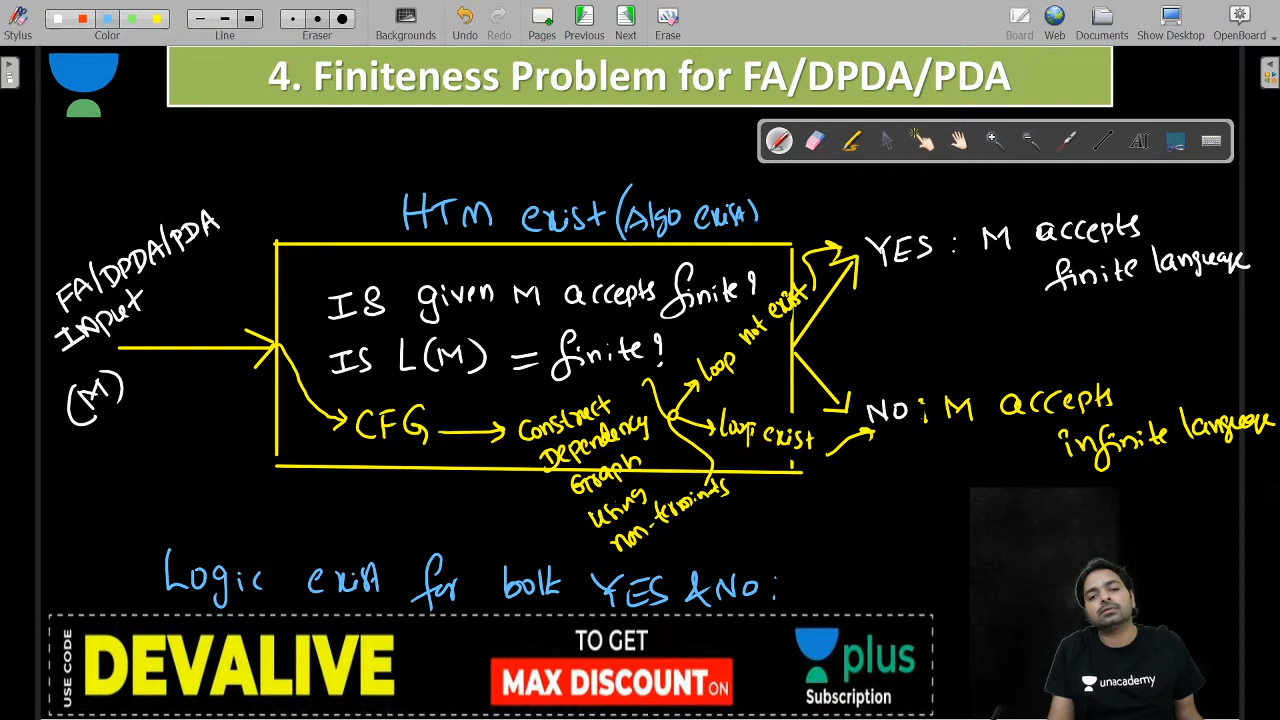 Stylus
Color
Line
Eraser
Backgrounds
Undo
Redo
Pages
Previous
Next
Erase
Board
Web
Documents
Show Desktop
OpenBoard
4. Finiteness Problem for FA/DPDA/PDA
HTM exist (Algo exist)
FA/DPDA/PDA
INput
(M)
IS given M accepts finite?
IS L(M) = finite?
CFG
Construct
Dependency
Graph
using
non-terminals
loop not exist
loop exist
YES : M accepts
finite language
NO : M accepts
infinite language
Logic exist for both YES & NO:
USE CODE
DEVALIVE
TO GET
MAX DISCOUNT ON
plus
Subscription
unacademy